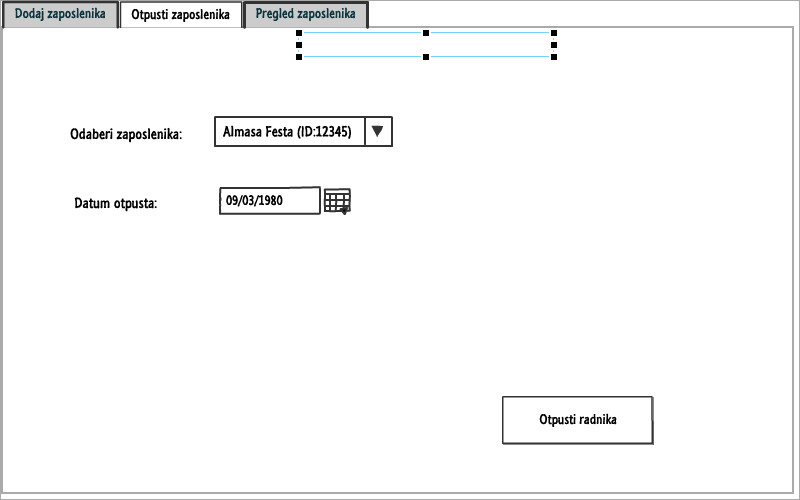 Dodaj zaposlenika
Otpusti zaposlenika
Pregled zaposlenika
Odaberi zaposlenika:
Almasa Festa (ID:12345)
Datum otpusta:
09/03/1980
Otpusti radnika